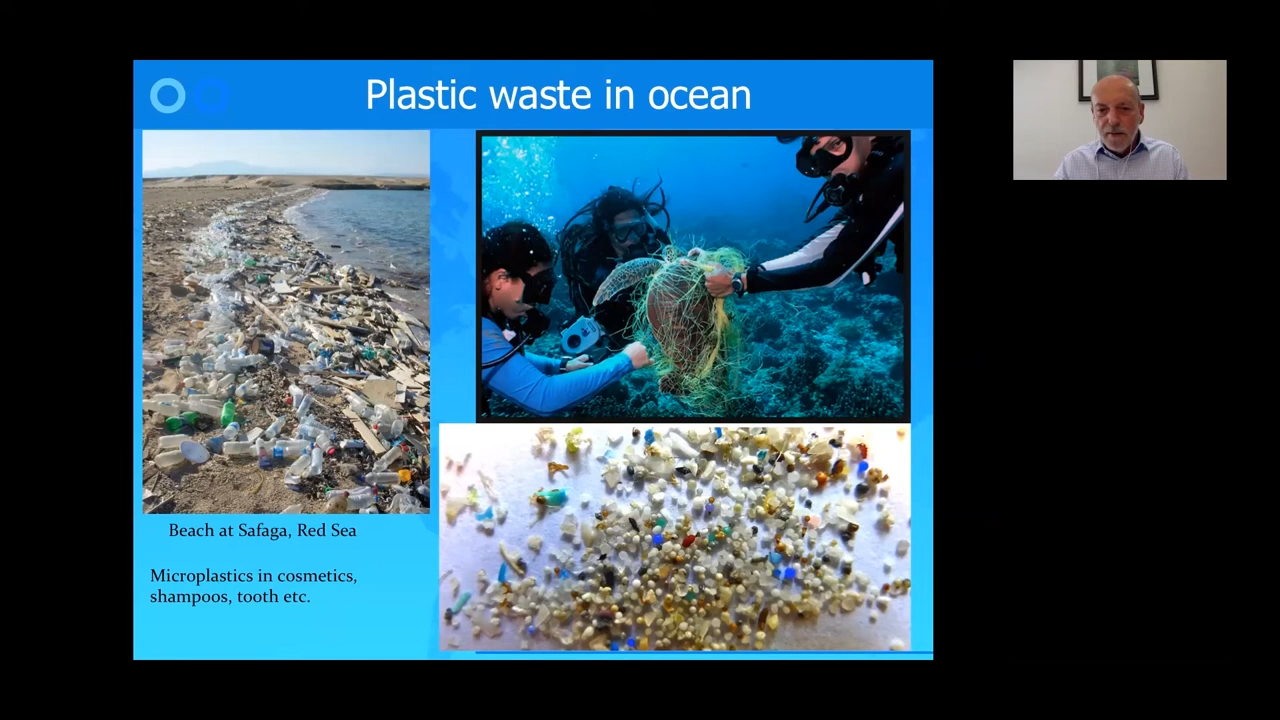 Plastic waste in ocean
Beach at Safaga, Red Sea
Microplastics in cosmetics,
shampoos, tooth etc.